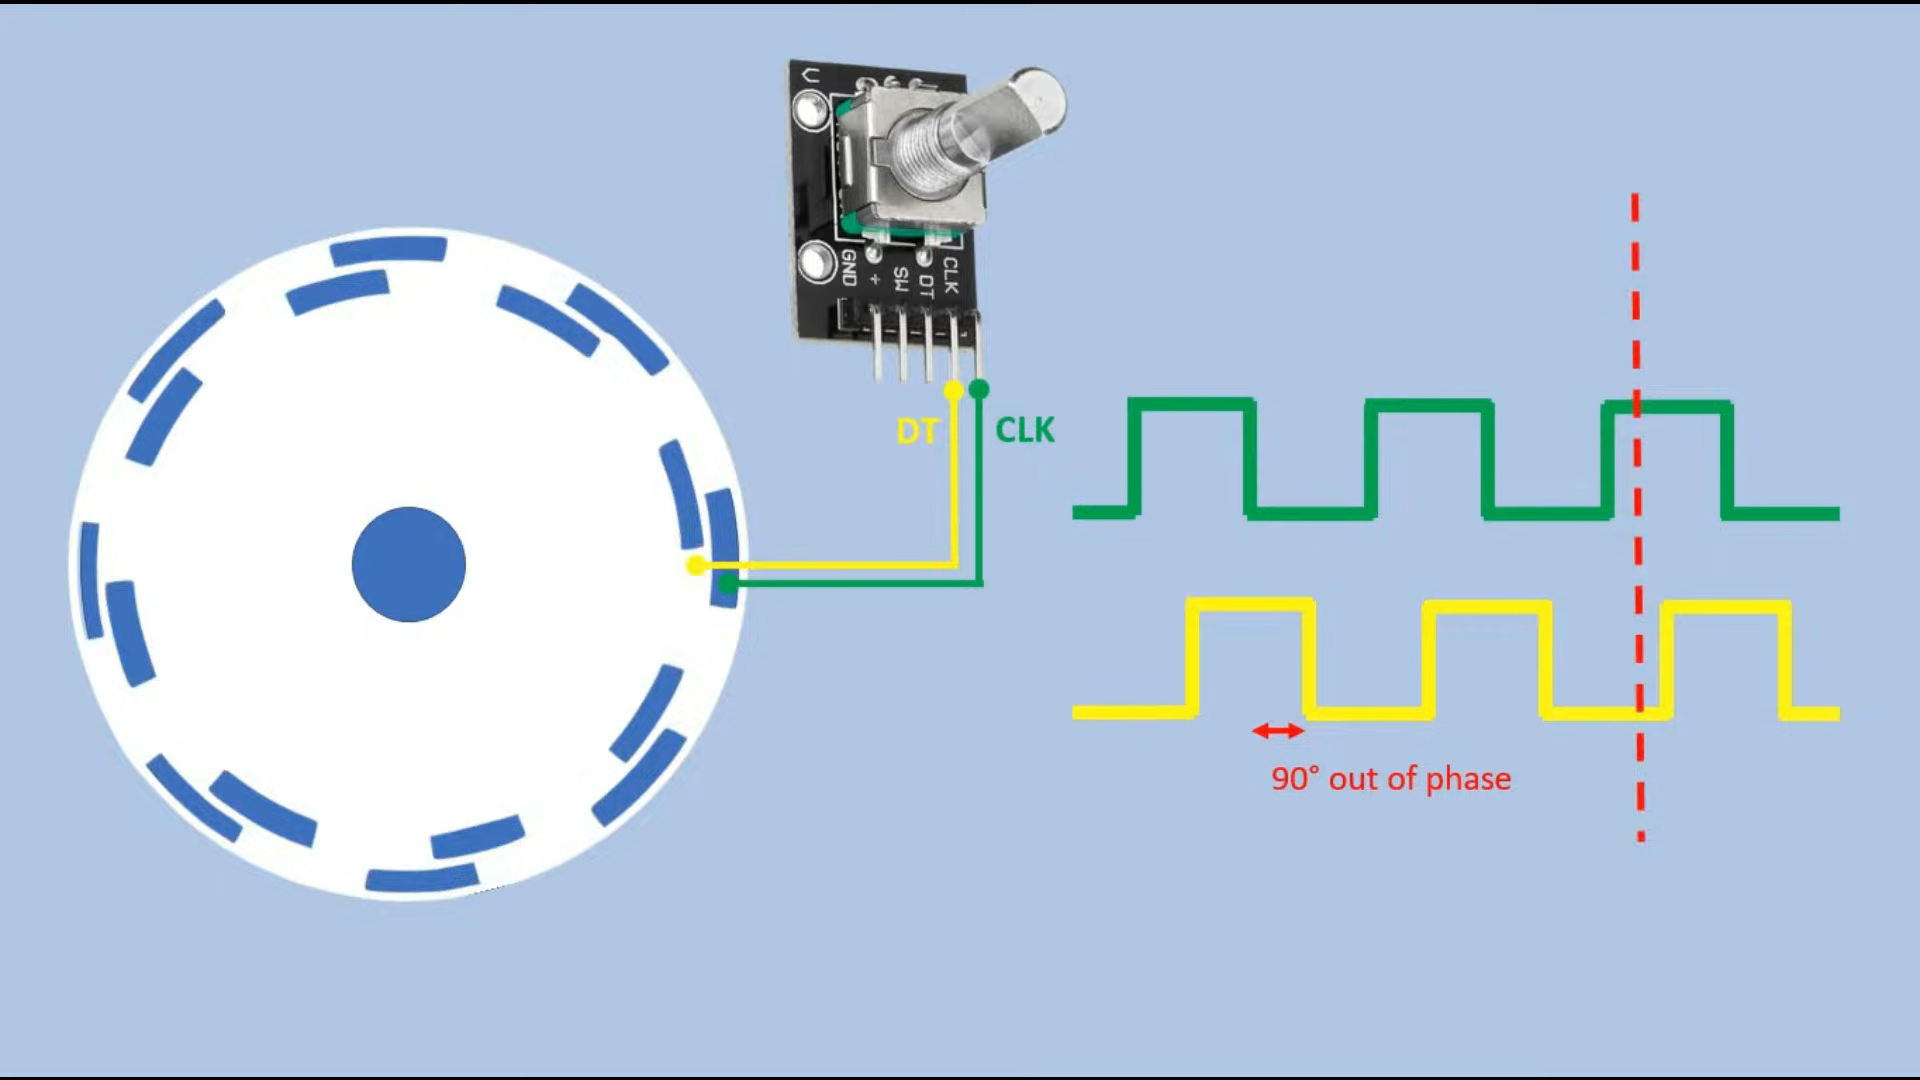 GND
+
SW
DT
CLK
DT
CLK
90° out of phase